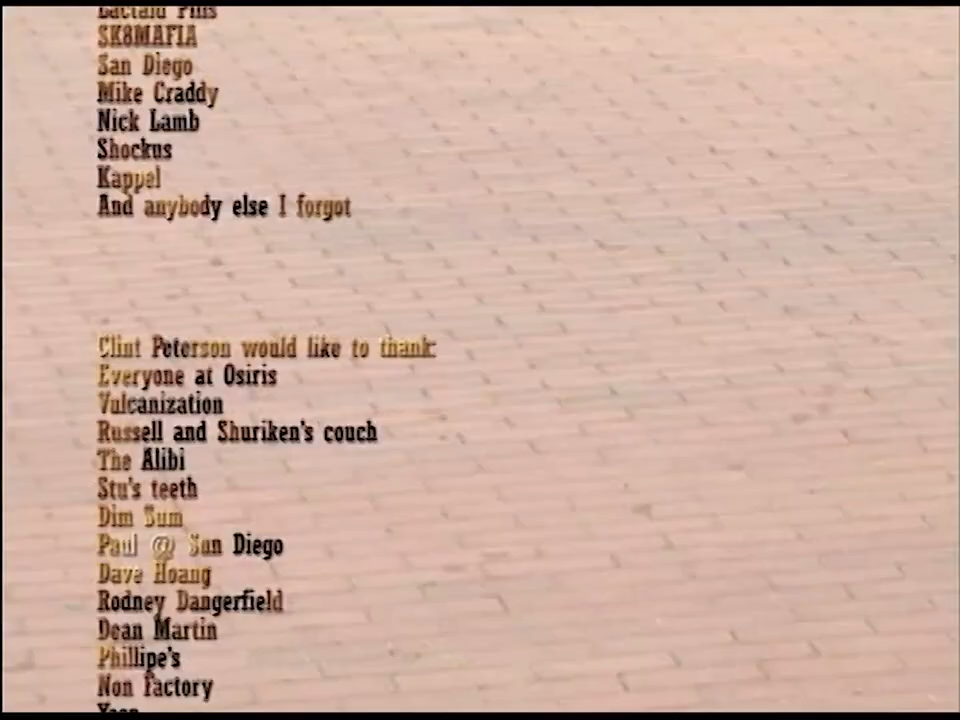 Lactaid Pills
SK8MAFIA
San Diego
Mike Craddy
Nick Lamb
Shockus
Kappel
And anybody else I forgot
Clint Peterson would like to thank:
Everyone at Osiris
Vulcanization
Russell and Shuriken's couch
The Alibi
Stu's teeth
Dim Sum
Paul @ San Diego
Dave Hoang
Rodney Dangerfield
Dean Martin
Phillipe's
Non Factory